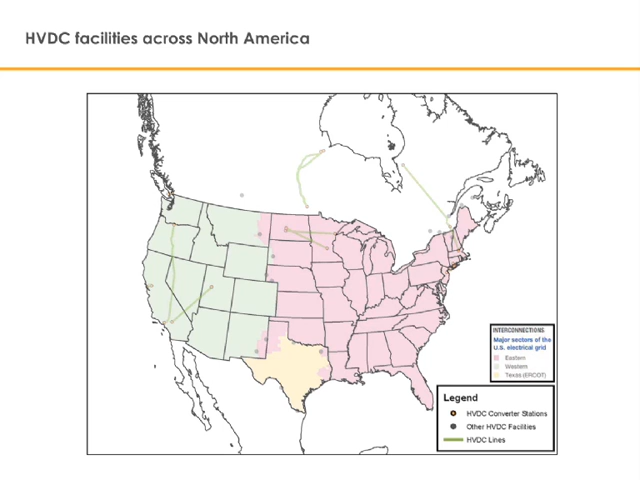 HVDC facilities across North America
INTERCONNECTIONS
Major sectors of the
U.S. electrical grid
Eastern
Western
Texas (ERCOT)
Legend
HVDC Converter Stations
Other HVDC Facilities
HVDC Lines